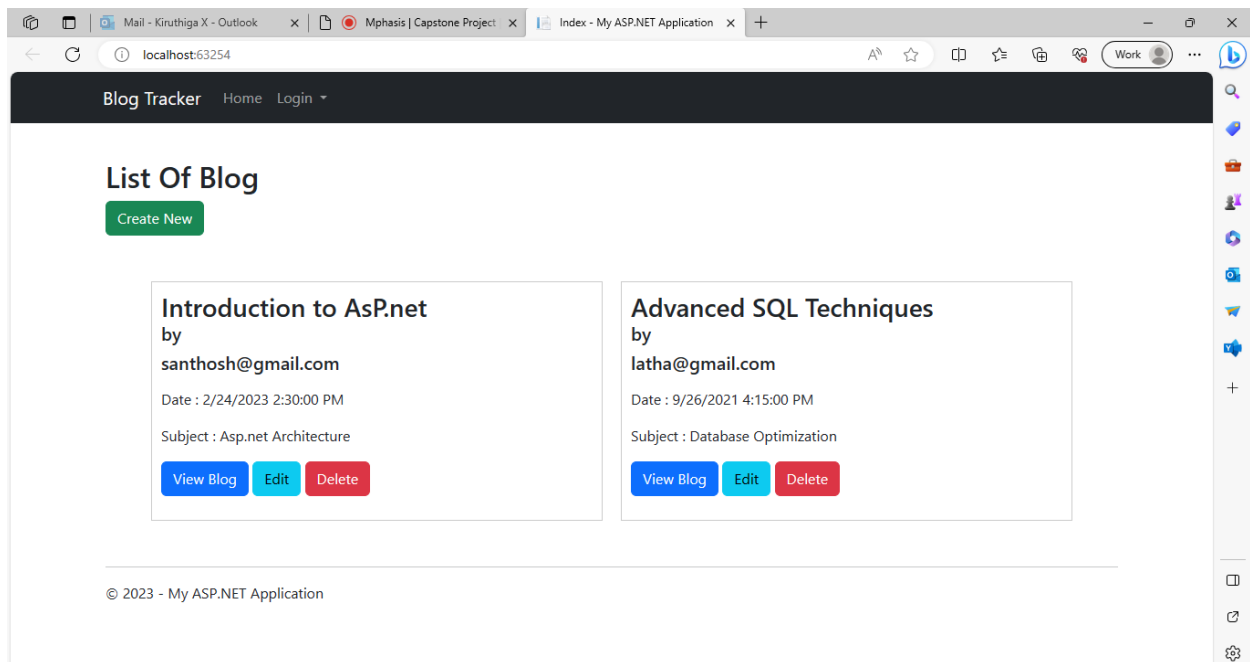 Mail - Kiruthiga X - Outlook
Mphasis | Capstone Project
Index - My ASP.NET Application
localhost:63254
Work
Blog Tracker Home Login
List Of Blog
Create New
Introduction to AsP.net
by
santhosh@gmail.com
Date : 2/24/2023 2:30:00 PM
Subject : Asp.net Architecture
View Blog Edit Delete
Advanced SQL Techniques
by
latha@gmail.com
Date : 9/26/2021 4:15:00 PM
Subject : Database Optimization
View Blog Edit Delete
© 2023 - My ASP.NET Application